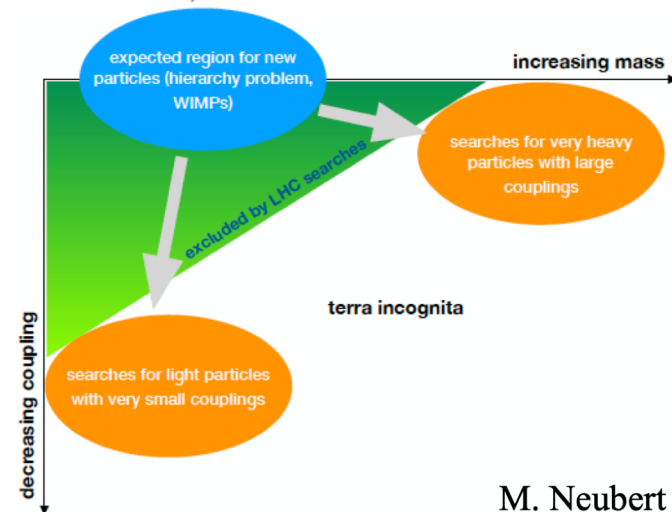 expected region for new
particles (hierarchy problem,
WIMPs)
increasing mass
searches for very heavy
particles with large
couplings
excluded by LHC searches
terra incognita
decreasing coupling
searches for light particles
with very small couplings
M. Neubert